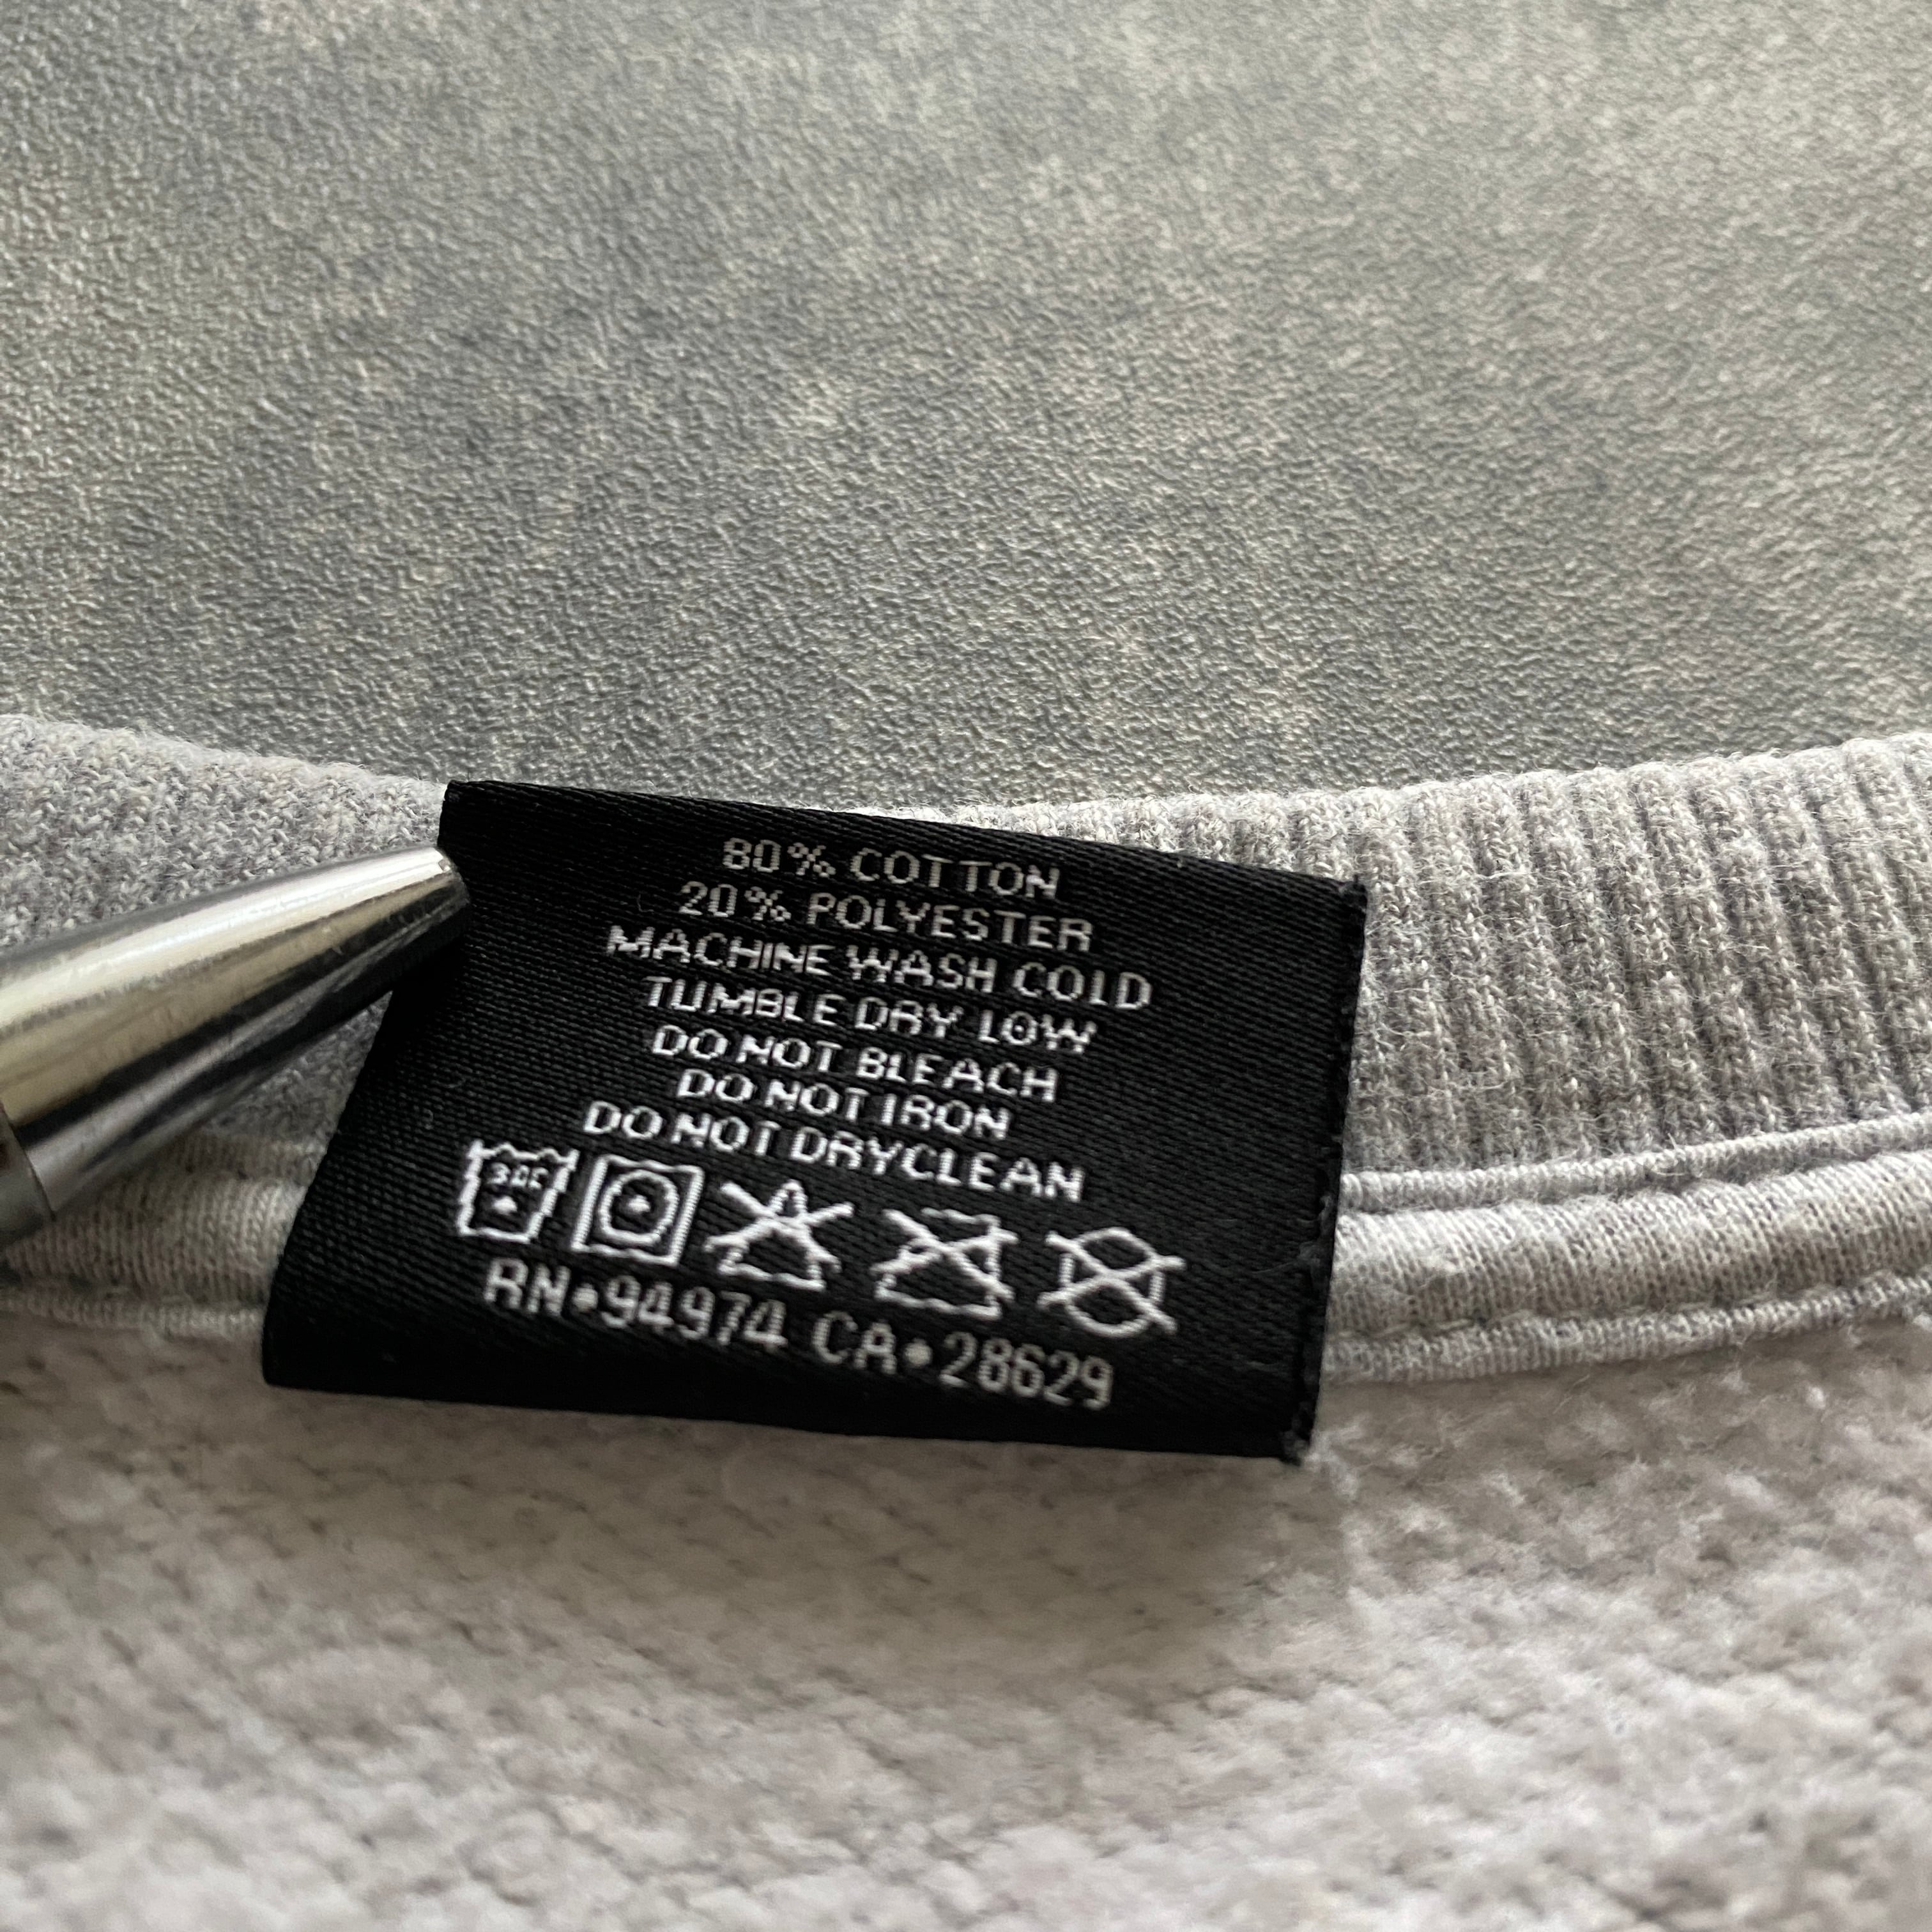 80% COTTON
20% POLYESTER
MACHINE WASH COLD
TUMBLE DRY LOW
DO NOT BLEACH
DO NOT IRON
DO NOT DRYCLEAN
30C
RN•94974 CA•28629